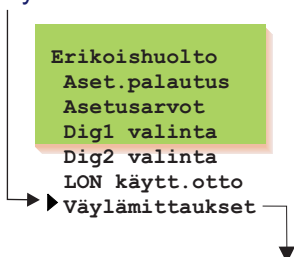 Erikoishuolto
Aset.palautus
Asetusarvot
Dig1 valinta
Dig2 valinta
LON käytt.otto
Väylämittaukset